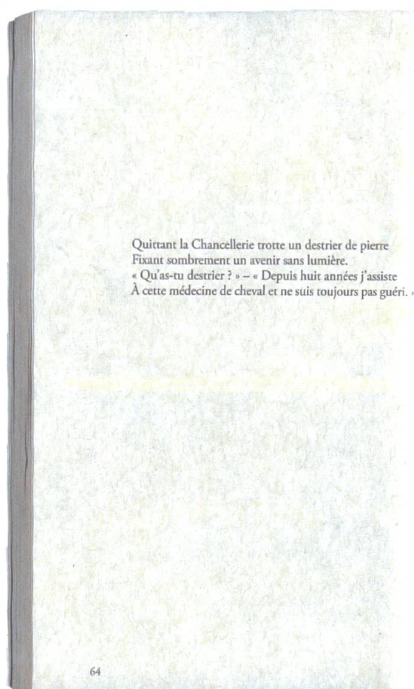 Quittant la Chancellerie trotte un destrier de pierre
Fixant sombrement un avenir sans lumière.
« Qu'as-tu destrier ? » – « Depuis huit années j'assiste
À cette médecine de cheval et ne suis toujours pas guéri. »
64